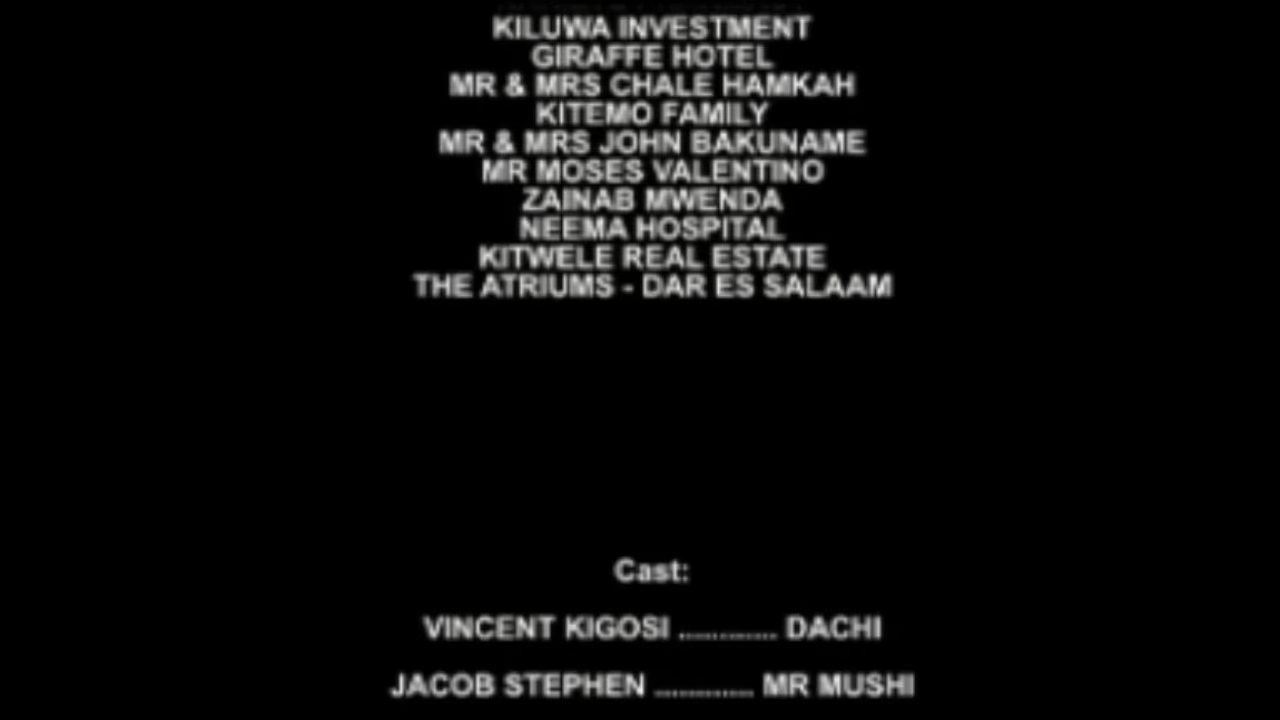 KILUWA INVESTMENT
GIRAFFE HOTEL
MR & MRS CHALE HAMKAH
KITEMO FAMILY
MR & MRS JOHN BAKUNAME
MR MOSES VALENTINO
ZAINAB MWENDA
NEEMA HOSPITAL
KITWELE REAL ESTATE
THE ATRIUMS - DAR ES SALAAM
Cast:
VINCENT KIGOSI ............. DACHI
JACOB STEPHEN ............. MR MUSHI